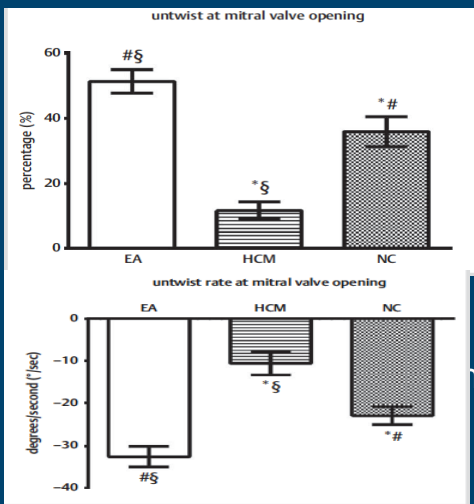 untwist at mitral valve opening
percentage (%)
60
40
20
0
#§
*§
*#
EA HCM NC
untwist rate at mitral valve opening
EA HCM NC
degrees/second (°/sec)
0
−10
−20
−30
−40
#§
*§
*#